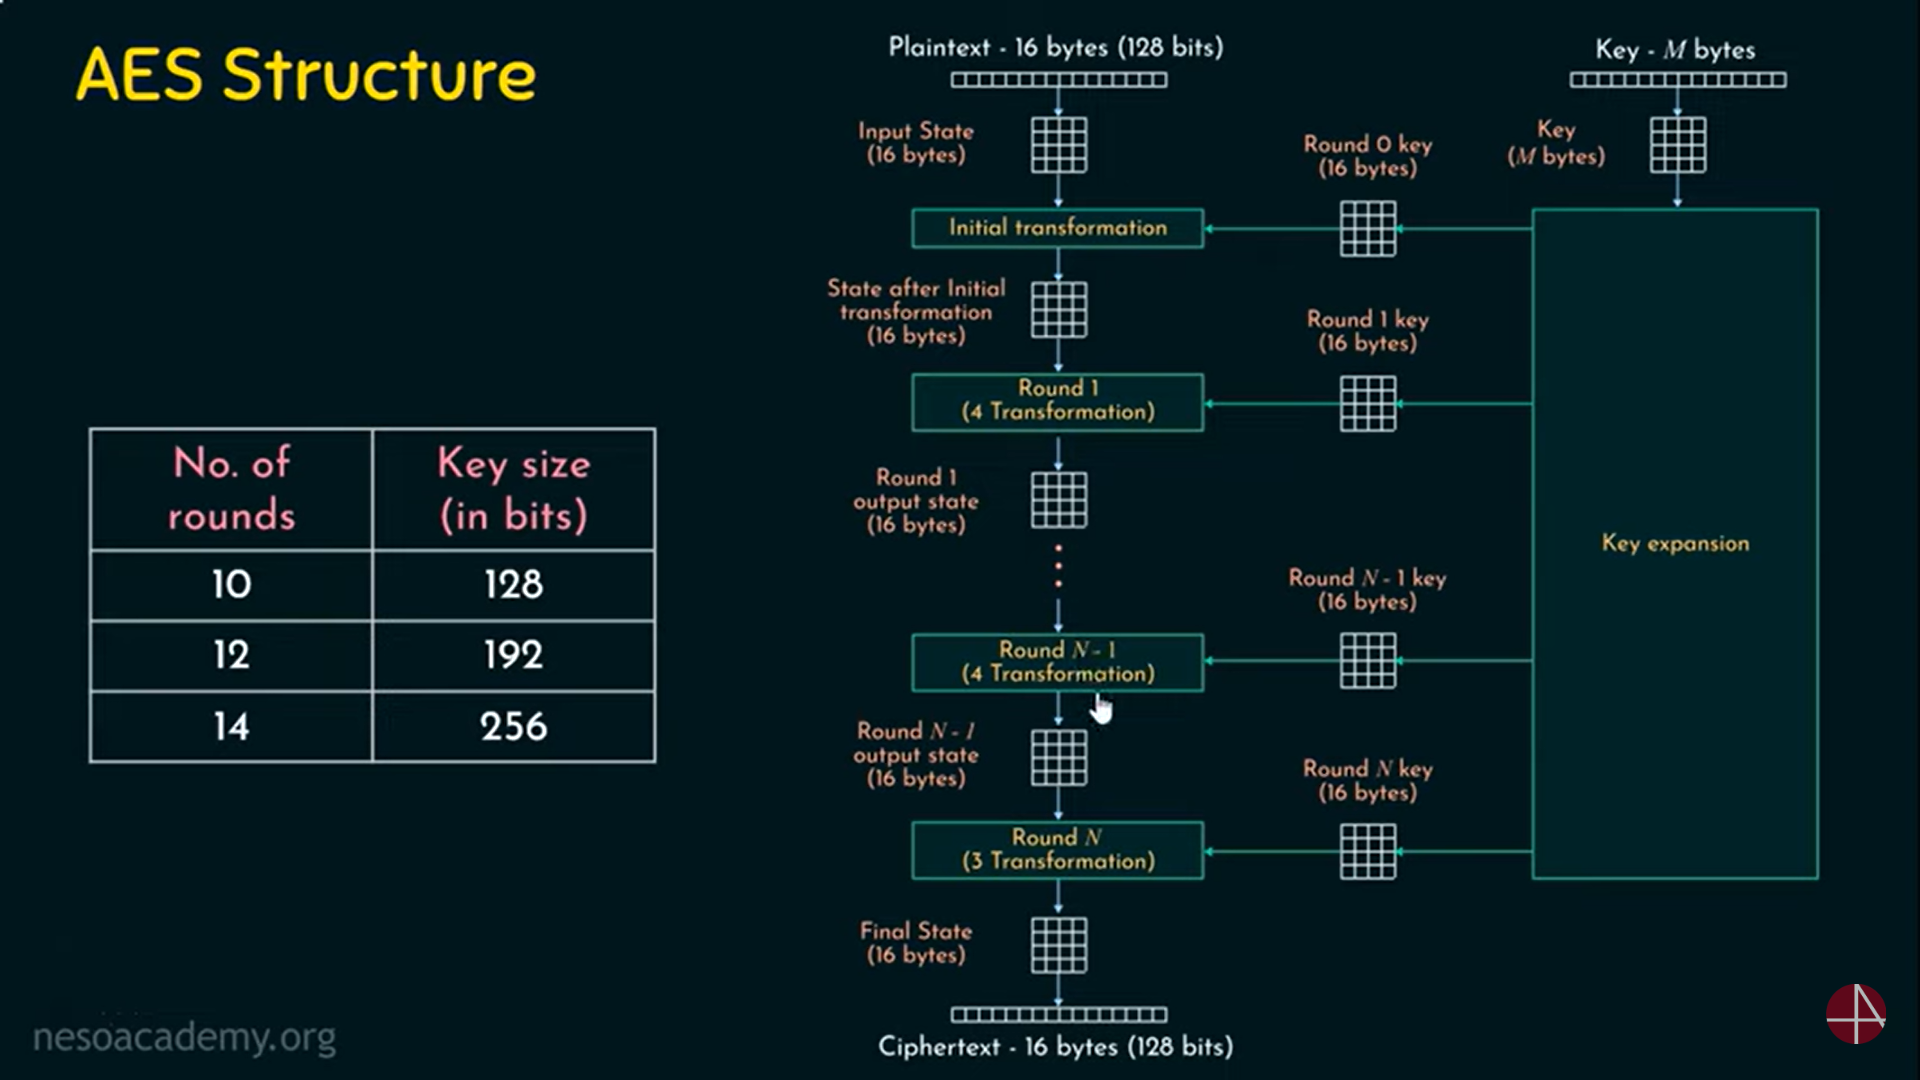 AES Structure
No. of
rounds
Key size
(in bits)
10
128
12
192
14
256
Plaintext - 16 bytes (128 bits)
Key - M bytes
Input State
(16 bytes)
Round 0 key
(16 bytes)
Key
(M bytes)
Initial transformation
State after Initial
transformation
(16 bytes)
Round 1 key
(16 bytes)
Round 1
(4 Transformation)
Round 1
output state
(16 bytes)
Key expansion
Round N - 1 key
(16 bytes)
Round N - 1
(4 Transformation)
Round N - 1
output state
(16 bytes)
Round N key
(16 bytes)
Round N
(3 Transformation)
Final State
(16 bytes)
Ciphertext - 16 bytes (128 bits)
nesoacademy.org